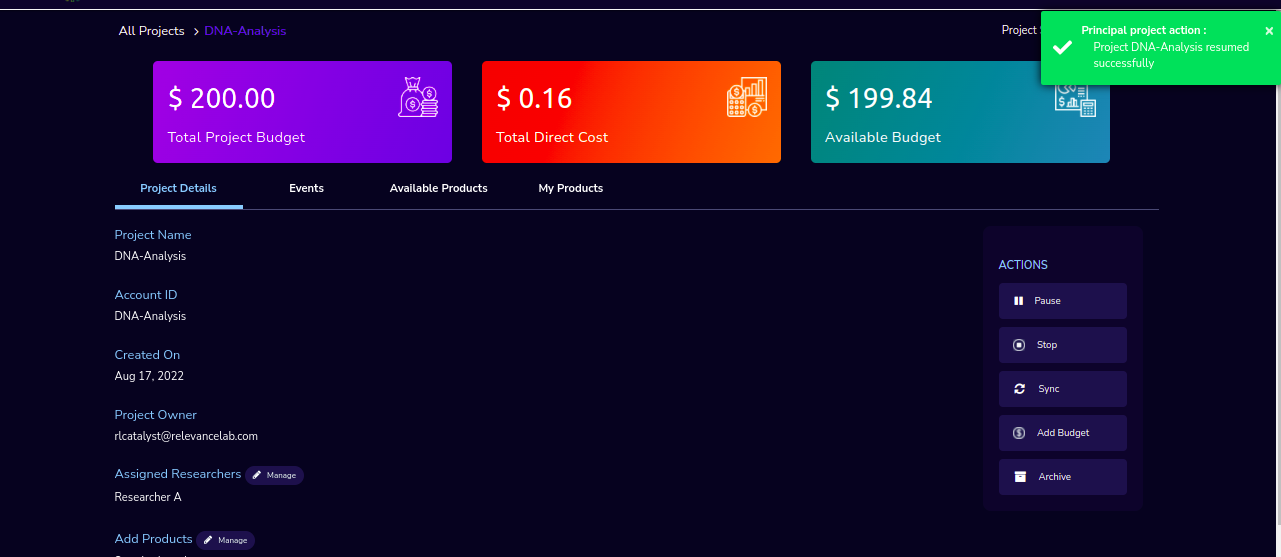 All Projects > DNA-Analysis
Project
Principal project action :
Project DNA-Analysis resumed
successfully
×
$ 200.00
Total Project Budget
$ 0.16
Total Direct Cost
$ 199.84
Available Budget
Project Details
Events
Available Products
My Products
Project Name
DNA-Analysis
Account ID
DNA-Analysis
Created On
Aug 17, 2022
Project Owner
rlcatalyst@relevancelab.com
Assigned Researchers Manage
Researcher A
Add Products Manage
ACTIONS
Pause
Stop
Sync
Add Budget
Archive